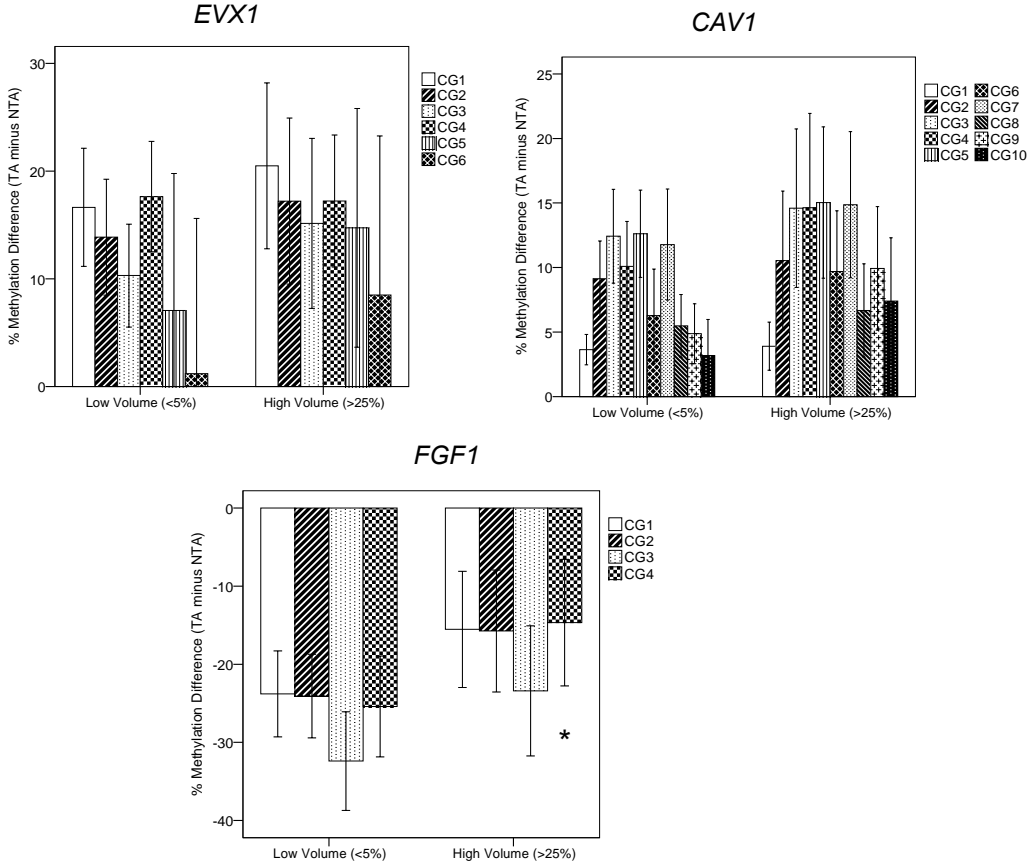 EVX1
% Methylation Difference (TA minus NTA)
30
20
10
0
Low Volume (<5%)
High Volume (>25%)
CG1
CG2
CG3
CG4
CG5
CG6
CAV1
% Methylation Difference (TA minus NTA)
25
20
15
10
5
0
Low Volume (<5%)
High Volume (>25%)
CG1 CG6
CG2 CG7
CG3 CG8
CG4 CG9
CG5 CG10
FGF1
% Methylation Difference (TA minus NTA)
0
-10
-20
-30
-40
*
Low Volume (<5%)
High Volume (>25%)
CG1
CG2
CG3
CG4